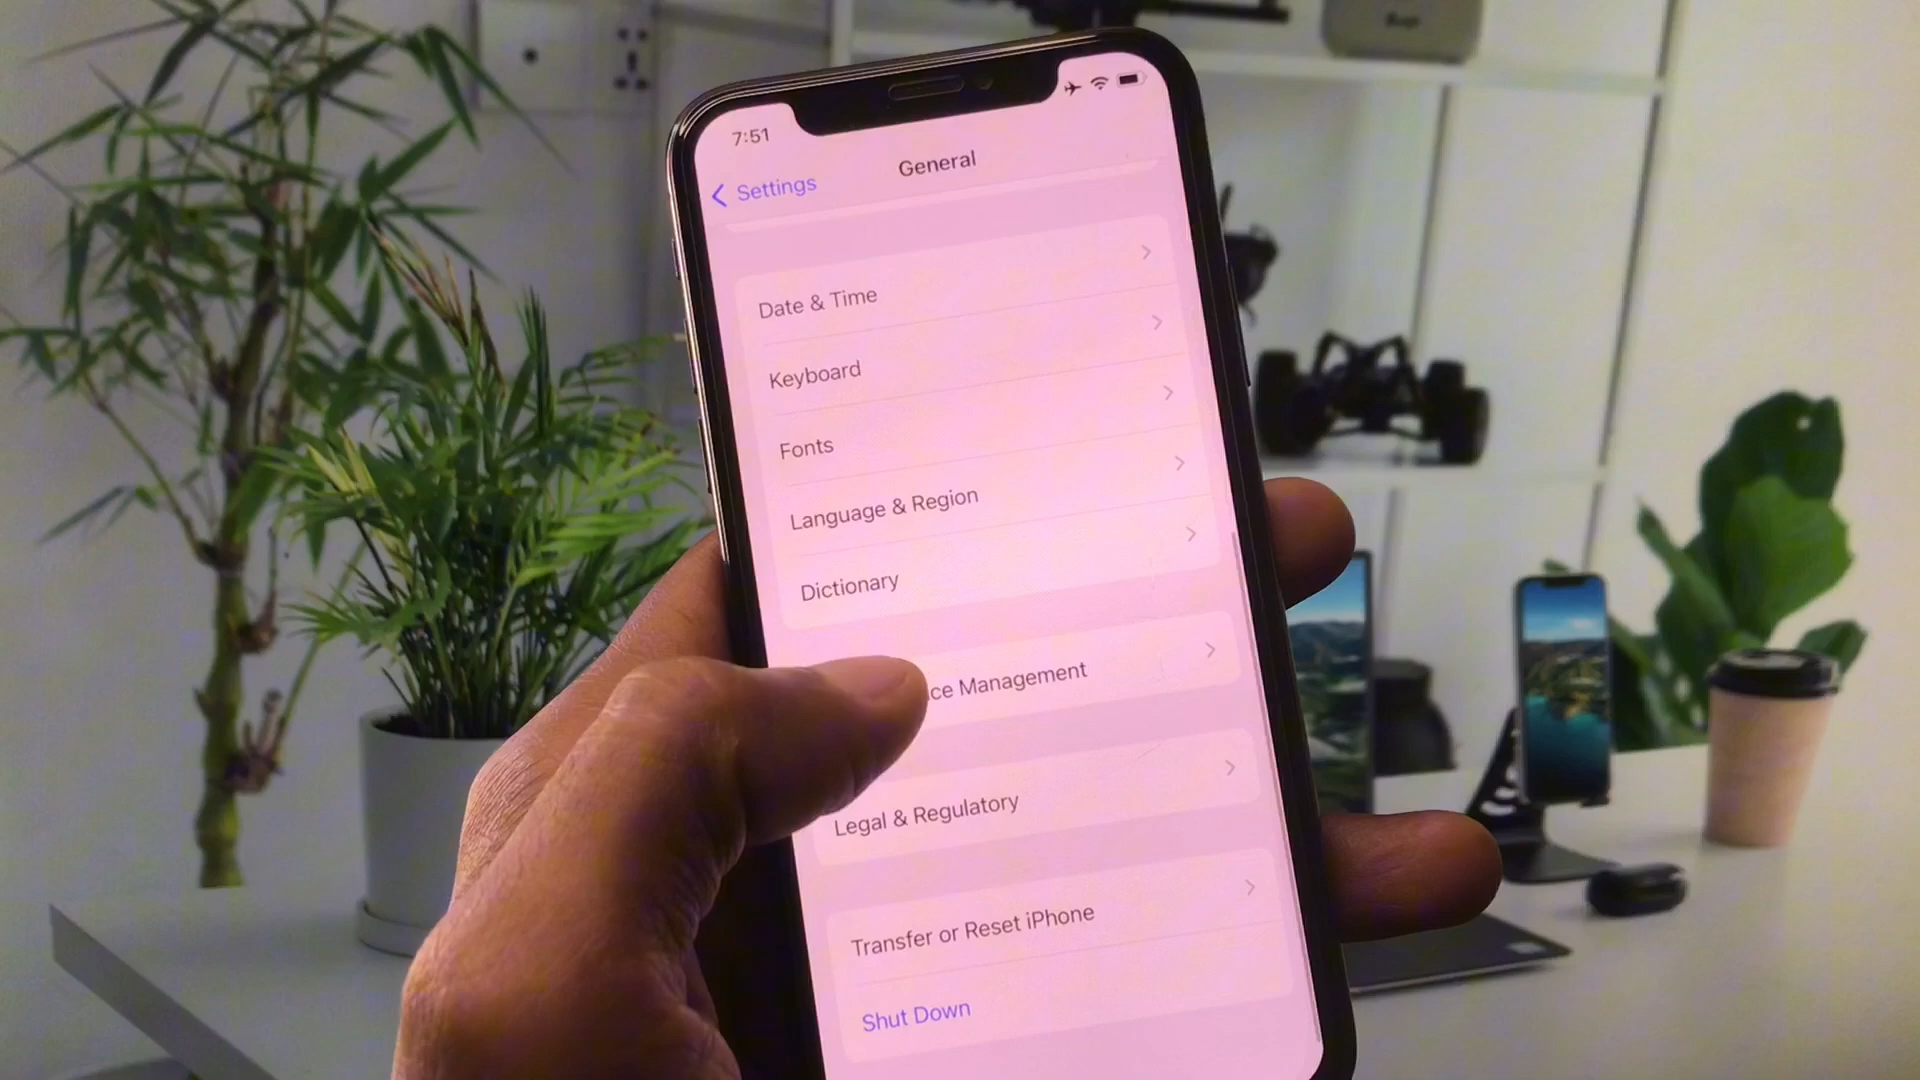 7:51
Settings
General
Date & Time
Keyboard
Fonts
Language & Region
Dictionary
ce Management
Legal & Regulatory
Transfer or Reset iPhone
Shut Down